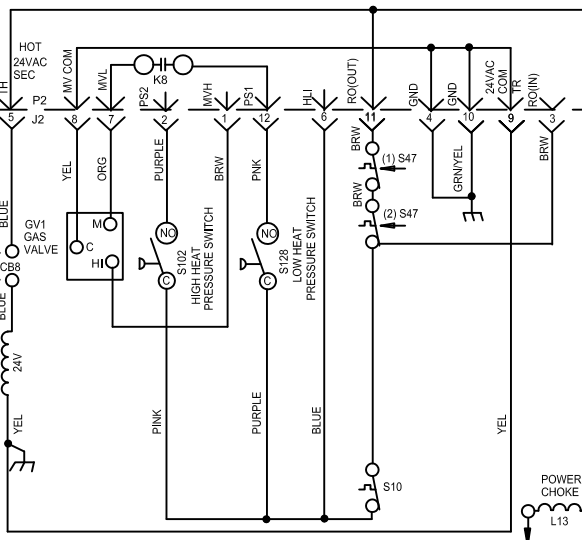 HOT
24VAC
SEC
TH
MV COM
MVL
K8
PS2
MVH
PS1
HLI
RO(OUT)
GND
GND
24VAC
COM
TR
RO(IN)
P2
J2
5
8
7
2
1
12
6
11
4
10
9
3
BLUE
YEL
ORG
PURPLE
BRW
PNK
BRW
(1) S47
GRN/YEL
BRW
BRW
(2) S47
GV1
GAS
VALVE
M
C
HI
NO
C
S102
HIGH HEAT
PRESSURE SWITCH
NO
C
S128
LOW HEAT
PRESSURE SWITCH
CB8
BLUE
24V
YEL
PINK
PURPLE
BLUE
YEL
S10
POWER
CHOKE
L13